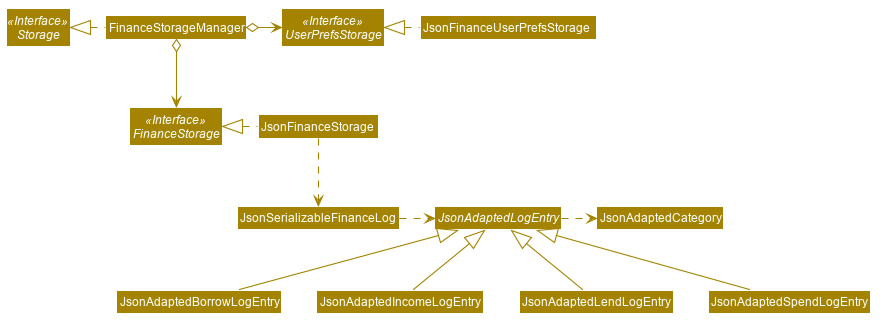 «Interface»
Storage
FinanceStorageManager
«Interface»
UserPrefsStorage
JsonFinanceUserPrefsStorage
«Interface»
FinanceStorage
JsonFinanceStorage
JsonSerializableFinanceLog
JsonAdaptedLogEntry
JsonAdaptedCategory
JsonAdaptedBorrowLogEntry
JsonAdaptedIncomeLogEntry
JsonAdaptedLendLogEntry
JsonAdaptedSpendLogEntry